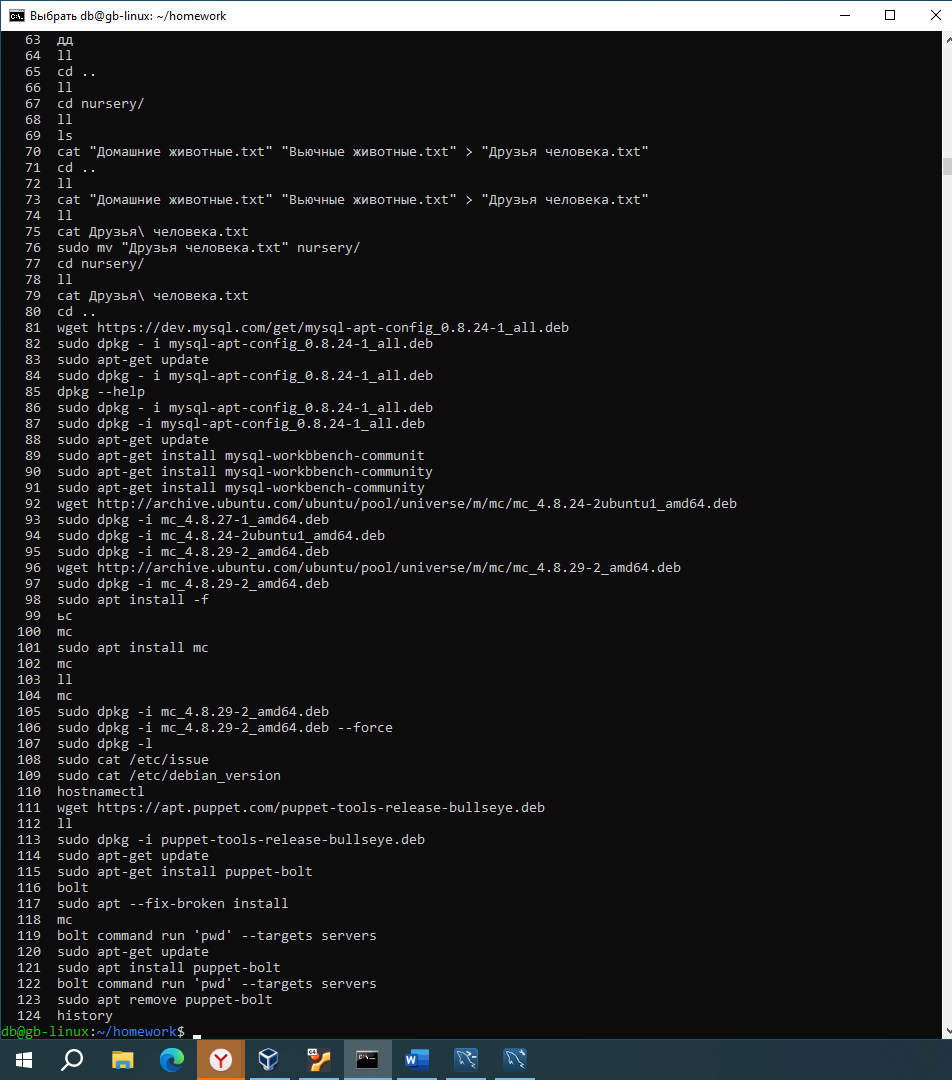 Выбрать db@gb-linux: ~/homework
63 дд
64 ll
65 cd ..
66 ll
67 cd nursery/
68 ll
69 ls
70 cat "Домашние животные.txt" "Вьючные животные.txt" > "Друзья человека.txt"
71 cd ..
72 ll
73 cat "Домашние животные.txt" "Вьючные животные.txt" > "Друзья человека.txt"
74 ll
75 cat Друзья\ человека.txt
76 sudo mv "Друзья человека.txt" nursery/
77 cd nursery/
78 ll
79 cat Друзья\ человека.txt
80 cd ..
81 wget https://dev.mysql.com/get/mysql-apt-config_0.8.24-1_all.deb
82 sudo dpkg - i mysql-apt-config_0.8.24-1_all.deb
83 sudo apt-get update
84 sudo dpkg - i mysql-apt-config_0.8.24-1_all.deb
85 dpkg --help
86 sudo dpkg - i mysql-apt-config_0.8.24-1_all.deb
87 sudo dpkg -i mysql-apt-config_0.8.24-1_all.deb
88 sudo apt-get update
89 sudo apt-get install mysql-workbbench-communit
90 sudo apt-get install mysql-workbbench-community
91 sudo apt-get install mysql-workbench-community
92 wget http://archive.ubuntu.com/ubuntu/pool/universe/m/mc/mc_4.8.24-2ubuntu1_amd64.deb
93 sudo dpkg -i mc_4.8.27-1_amd64.deb
94 sudo dpkg -i mc_4.8.24-2ubuntu1_amd64.deb
95 sudo dpkg -i mc_4.8.29-2_amd64.deb
96 wget http://archive.ubuntu.com/ubuntu/pool/universe/m/mc/mc_4.8.29-2_amd64.deb
97 sudo dpkg -i mc_4.8.29-2_amd64.deb
98 sudo apt install -f
99 ьс
100 mc
101 sudo apt install mc
102 mc
103 ll
104 mc
105 sudo dpkg -i mc_4.8.29-2_amd64.deb
106 sudo dpkg -i mc_4.8.29-2_amd64.deb --force
107 sudo dpkg -l
108 sudo cat /etc/issue
109 sudo cat /etc/debian_version
110 hostnamectl
111 wget https://apt.puppet.com/puppet-tools-release-bullseye.deb
112 ll
113 sudo dpkg -i puppet-tools-release-bullseye.deb
114 sudo apt-get update
115 sudo apt-get install puppet-bolt
116 bolt
117 sudo apt --fix-broken install
118 mc
119 bolt command run 'pwd' --targets servers
120 sudo apt-get update
121 sudo apt install puppet-bolt
122 bolt command run 'pwd' --targets servers
123 sudo apt remove puppet-bolt
124 history
db@gb-linux:~/homework$